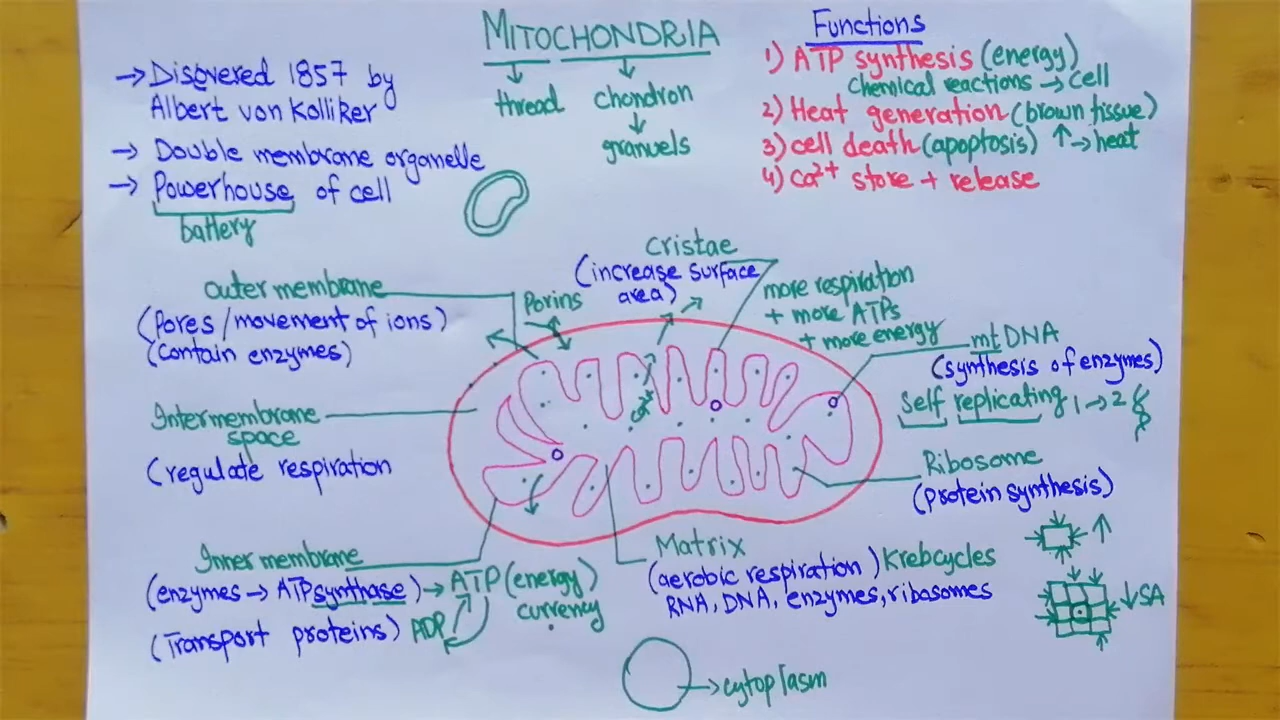 MITOCHONDRIA
thread
chondron
granuels
→ Discovered 1857 by
Albert von Kolliker
→ Double membrane organelle
→ Powerhouse of cell
battery
Functions
1) ATP synthesis (energy)
Chemical reactions → cell
2) Heat generation (brown tissue)
3) cell death (apoptosis) ↑→ heat
4) Ca2+ store + release
cristae
(increase surface
area)
more respiration
+ more ATPs
+ more energy
outer membrane
(Pores/movement of ions)
(contain enzymes)
Porins
mtDNA
(synthesis of enzymes)
Self replicating 1→2
Intermembrane
space
(regulate respiration
Ribosome
(protein synthesis)
Inner membrane
(enzymes → ATPsynthase) → ATP (energy)
currency
(Transport proteins) ADP
Matrix
(aerobic respiration) Krebcycles
RNA, DNA, enzymes, ribosomes
↑
↓SA
→ cytoplasm